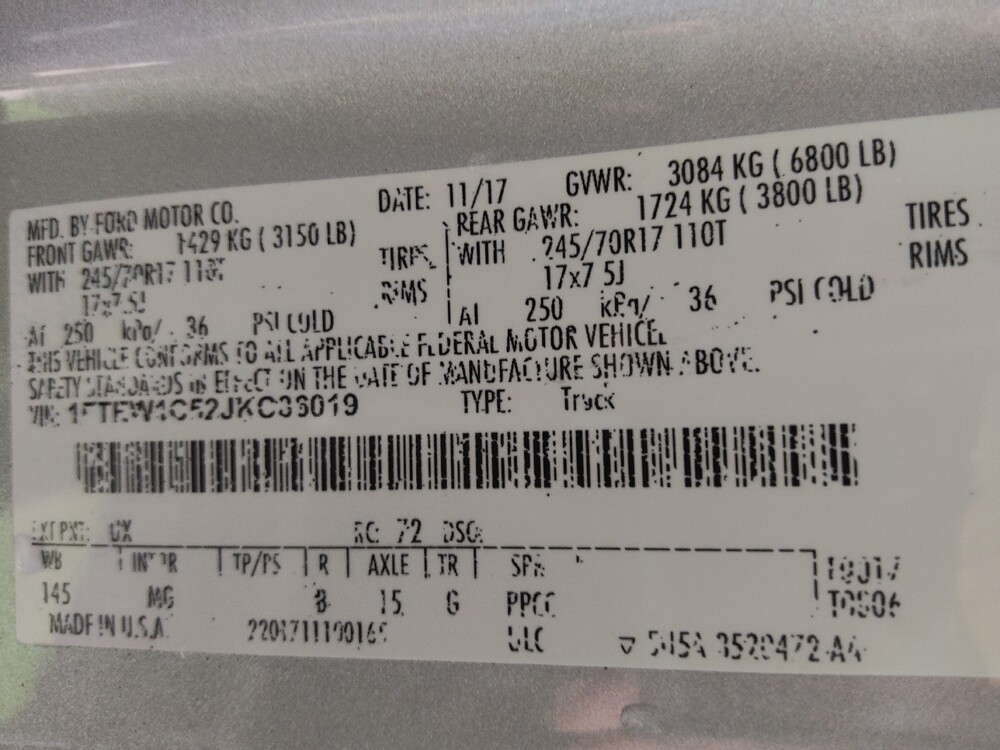 MFD. BY FORD MOTOR CO. DATE: 11/17 GVWR: 3084 KG ( 6800 LB)
FRONT GAWR: 1429 KG ( 3150 LB) REAR GAWR: 1724 KG ( 3800 LB)
WITH 245/70R17 110T TIRES WITH 245/70R17 110T TIRES
17x7.5J RIMS 17x7.5J RIMS
AT 250 kPa/ 36 PSI COLD AT 250 kPa/ 36 PSI COLD
THIS VEHICLE CONFORMS TO ALL APPLICABLE FEDERAL MOTOR VEHICLE
SAFETY STANDARDS IN EFFECT ON THE DATE OF MANUFACTURE SHOWN ABOVE.
VIN: TYPE: Truck
EXT PNT: UX RC: 72 DSO:
WB INT TR TP/PS R AXLE TR SPR
145 MG 15 G
MADE IN U.S.A.